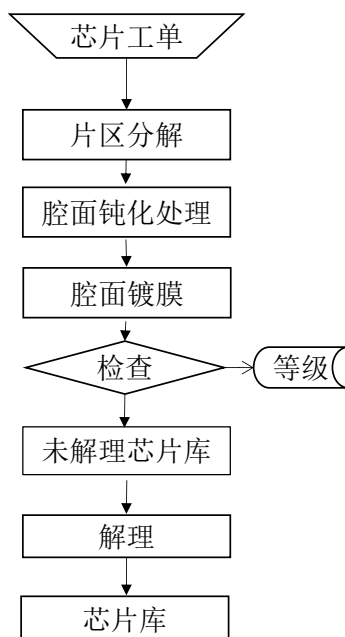 芯片工单
片区分解
腔面钝化处理
腔面镀膜
检查
等级
未解理芯片库
解理
芯片库